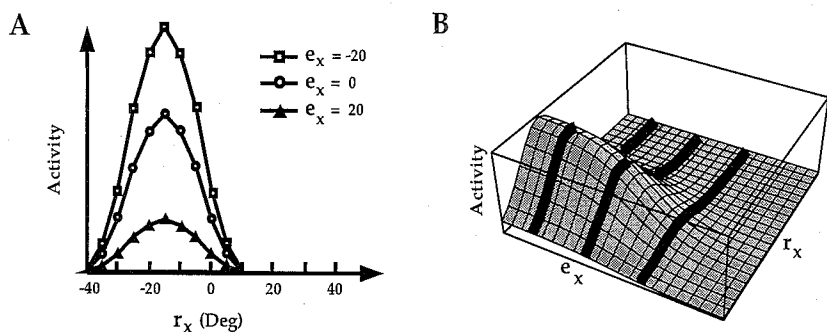 A
Activity
e_x = -20
e_x = 0
e_x = 20
-40 -20 0 20 40
r_x (Deg)
B
Activity
e_x
r_x